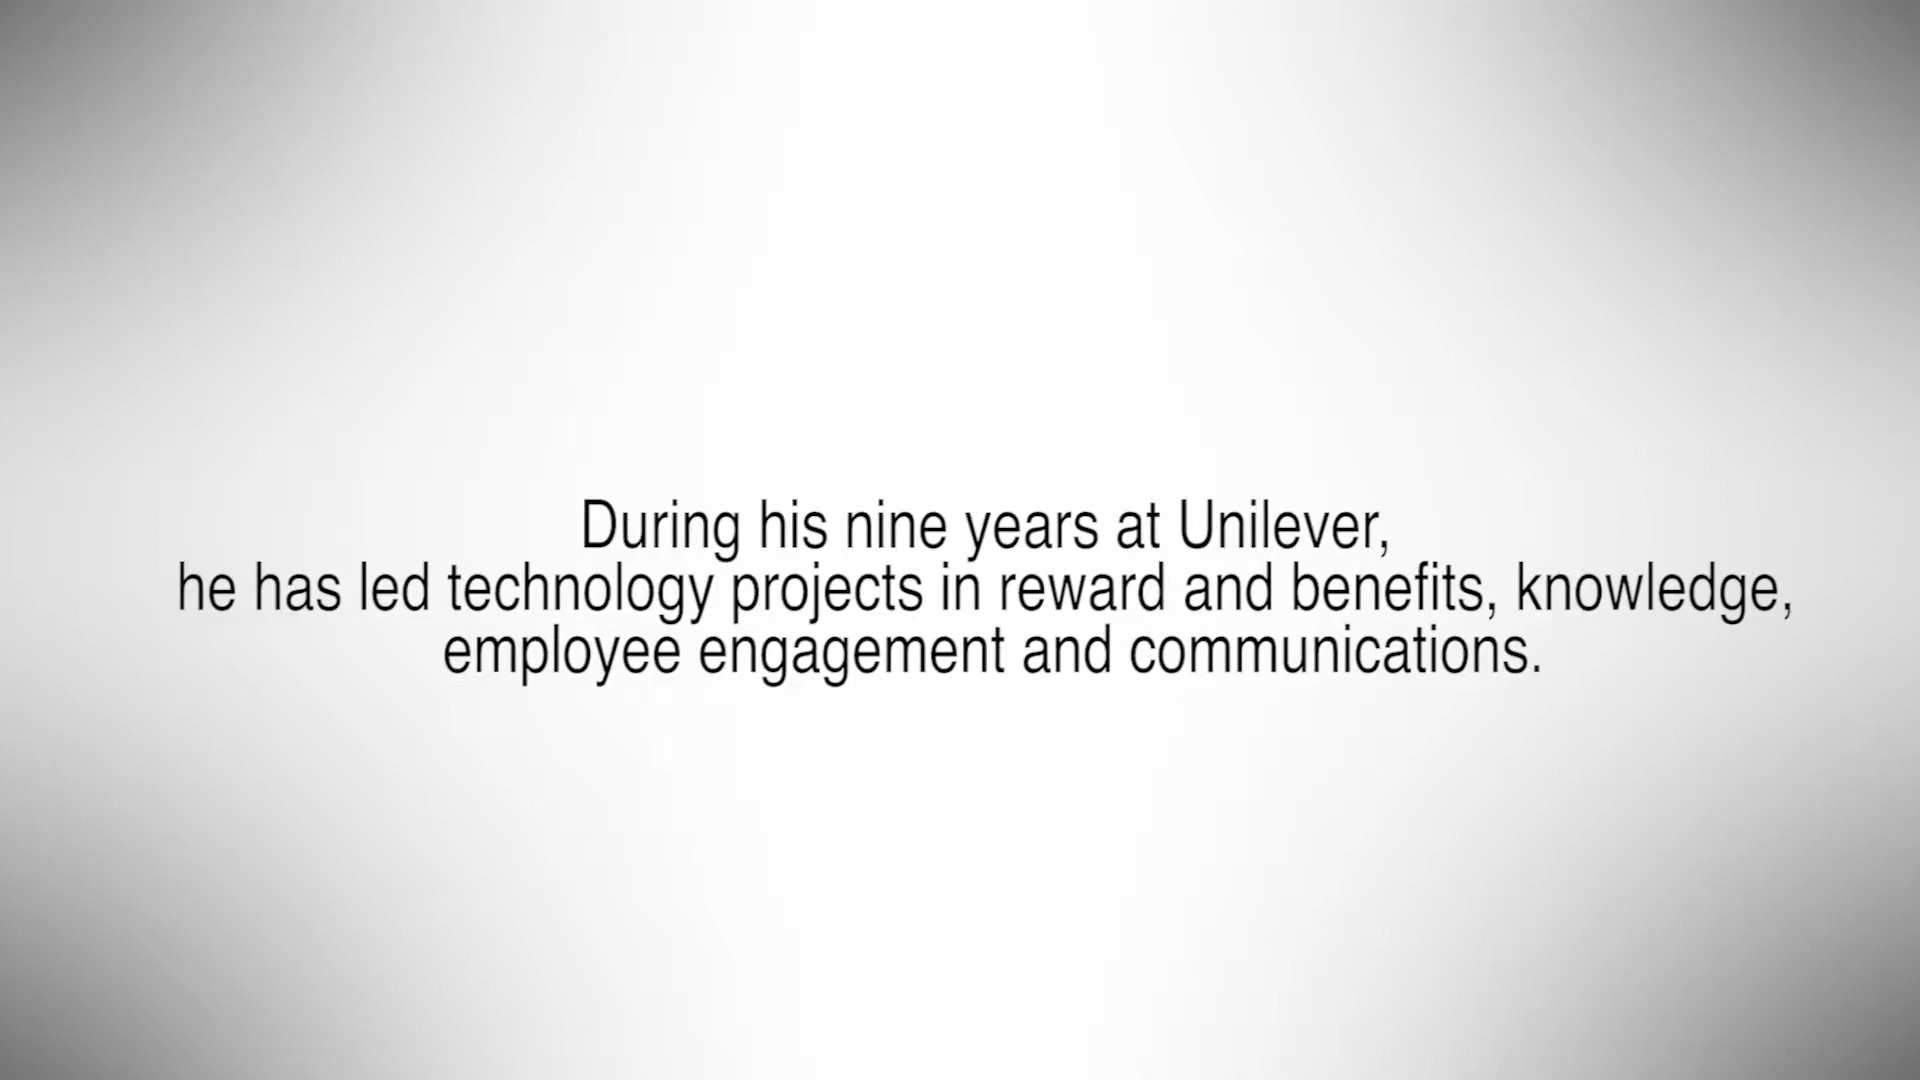 During his nine years at Unilever,
he has led technology projects in reward and benefits, knowledge,
employee engagement and communications.